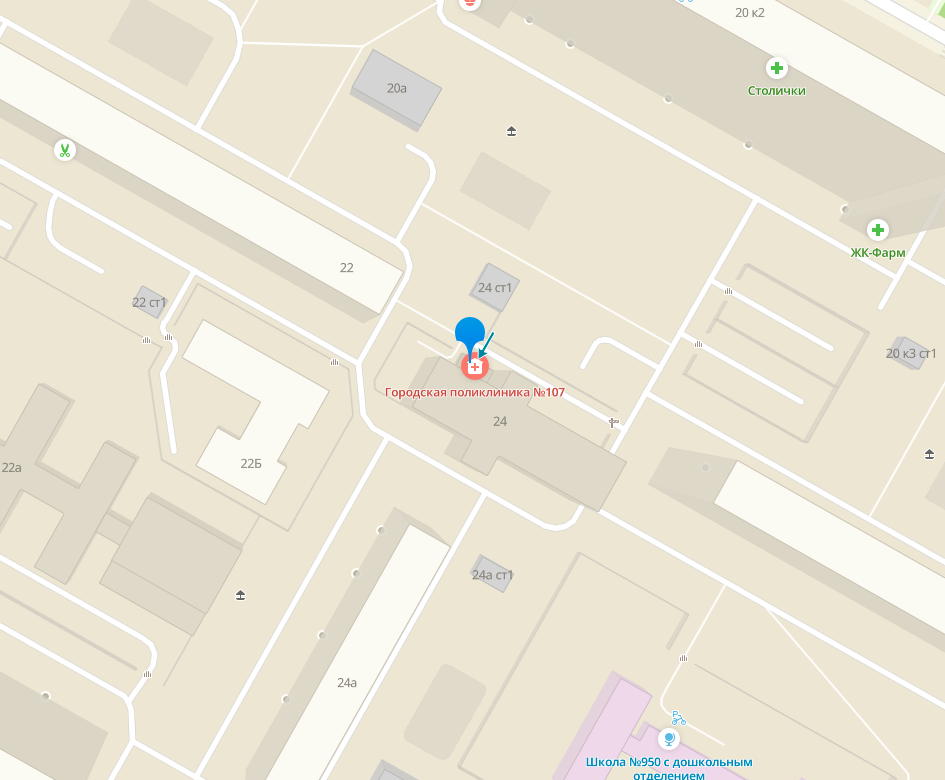 20 к2
Столички
20а
ЖК-Фарм
22
24 ст1
22 ст1
20 к3 ст1
Городская поликлиника №107
24
22Б
22а
24а ст1
24а
P
Школа №950 с дошкольным
отделением